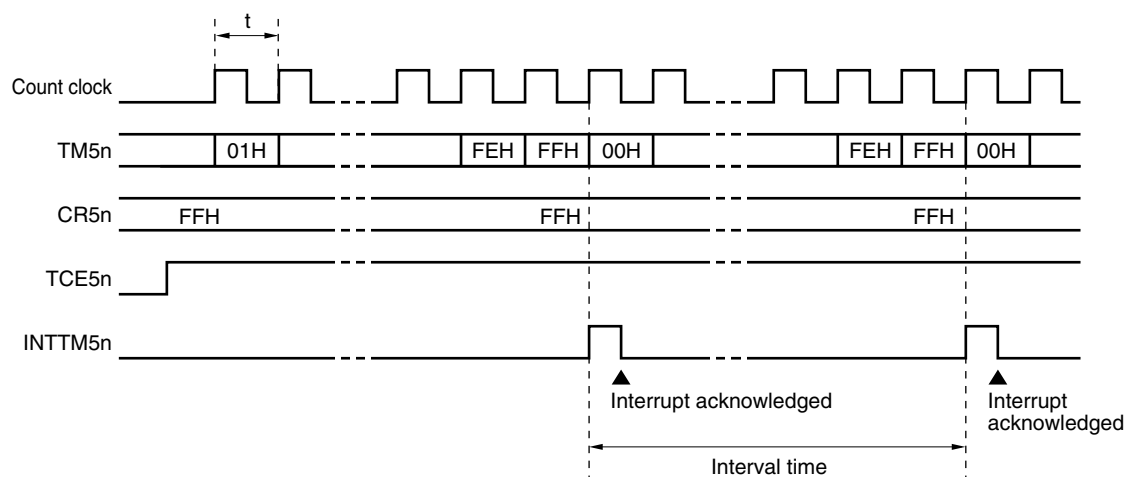 t
Count clock
TM5n
01H
FEH
FFH
00H
FEH
FFH
00H
CR5n
FFH
FFH
FFH
TCE5n
INTTM5n
Interrupt acknowledged
Interrupt
acknowledged
Interval time